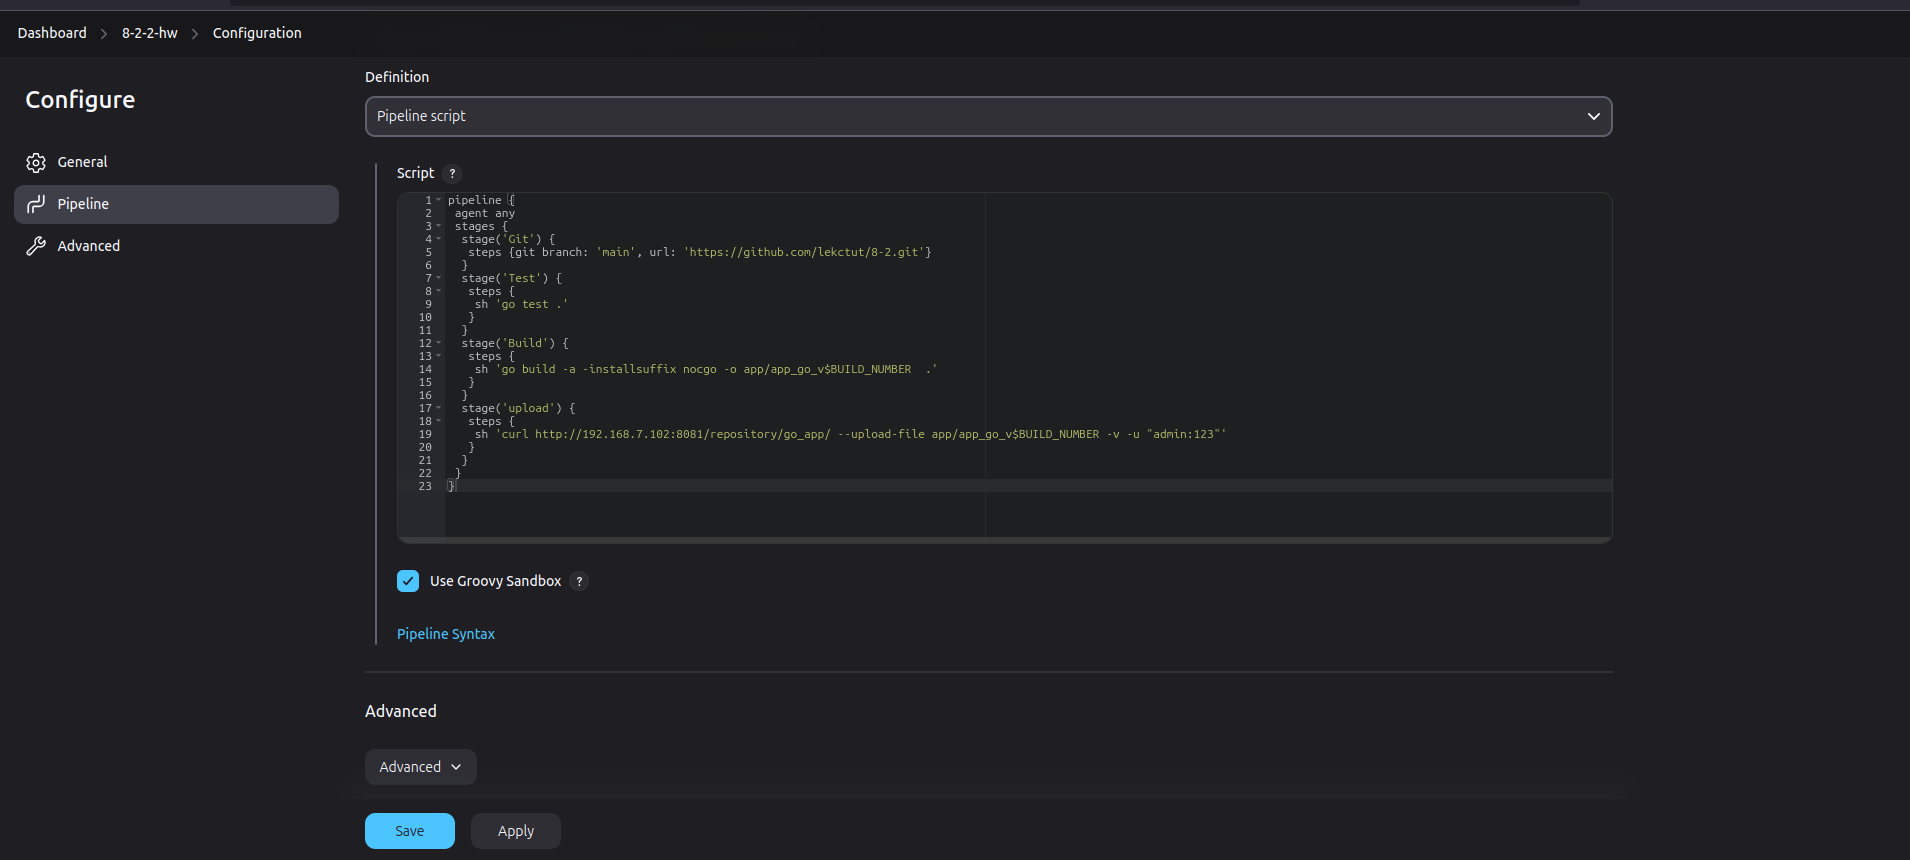 Dashboard > 8-2-2-hw > Configuration
Configure
General
Pipeline
Advanced
Definition
Pipeline script
Script ?
1 pipeline {
2  agent any
3  stages {
4   stage('Git') {
5    steps {git branch: 'main', url: 'https://github.com/lekctut/8-2.git'}
6   }
7   stage('Test') {
8    steps {
9     sh 'go test .'
10    }
11   }
12   stage('Build') {
13    steps {
14     sh 'go build -a -installsuffix nocgo -o app/app_go_v$BUILD_NUMBER  .'
15    }
16   }
17   stage('upload') {
18    steps {
19     sh 'curl http://192.168.7.102:8081/repository/go_app/ --upload-file app/app_go_v$BUILD_NUMBER -v -u "admin:123"'
20    }
21   }
22  }
23 }
Use Groovy Sandbox ?
Pipeline Syntax
Advanced
Advanced
Save Apply